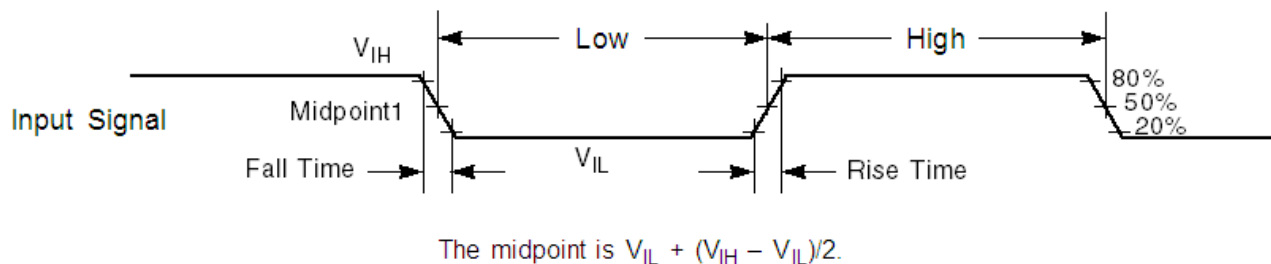 Low
High
VIH
80%
50%
20%
Midpoint1
Input Signal
VIL
Fall Time
Rise Time
The midpoint is VIL + (VIH – VIL)/2.